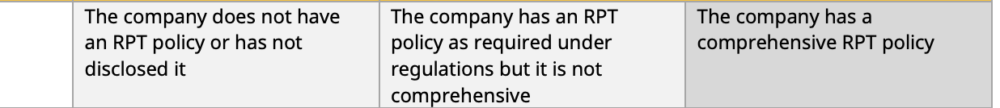 The company does not have
an RPT policy or has not
disclosed it
The company has an RPT
policy as required under
regulations but it is not
comprehensive
The company has a
comprehensive RPT policy